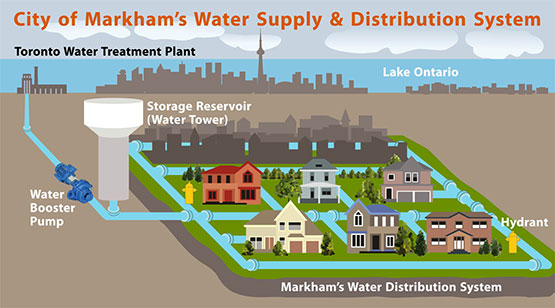 City of Markham's Water Supply & Distribution System
Toronto Water Treatment Plant
Lake Ontario
Storage Reservoir
(Water Tower)
Water
Booster
Pump
Hydrant
Markham's Water Distribution System